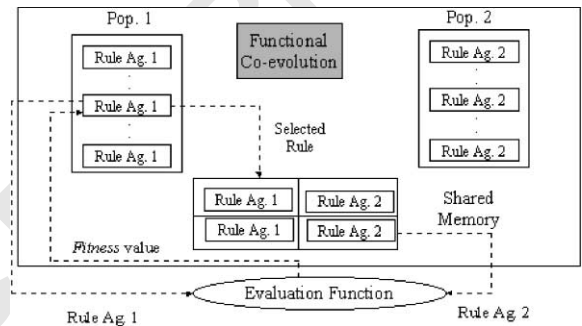 Pop. 1
Pop. 2
Functional
Co-evolution
Rule Ag. 1
Rule Ag. 1
Rule Ag. 1
Rule Ag. 2
Rule Ag. 2
Rule Ag. 2
Selected
Rule
Rule Ag. 1
Rule Ag. 2
Rule Ag. 1
Rule Ag. 2
Shared
Memory
Fitness value
Evaluation Function
Rule Ag. 1
Rule Ag. 2